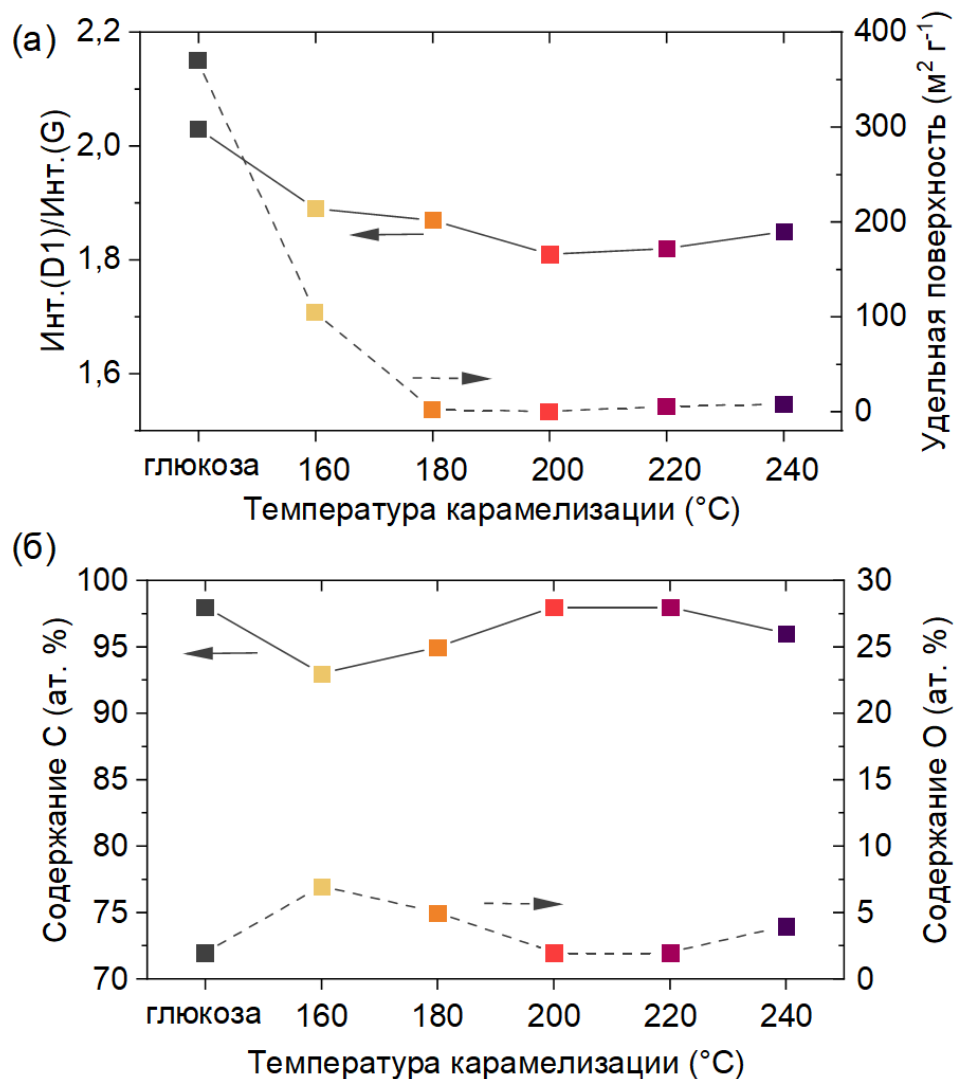 (а)
2,2
2,0
1,8
1,6
Инт.(D1)/Инт.(G)
400
300
200
100
0
Удельная поверхность (м² г⁻¹)
глюкоза 160 180 200 220 240
Температура карамелизации (°C)
(б)
100
95
90
85
80
75
70
Содержание C (ат. %)
30
25
20
15
10
5
0
Содержание O (ат. %)
глюкоза 160 180 200 220 240
Температура карамелизации (°C)